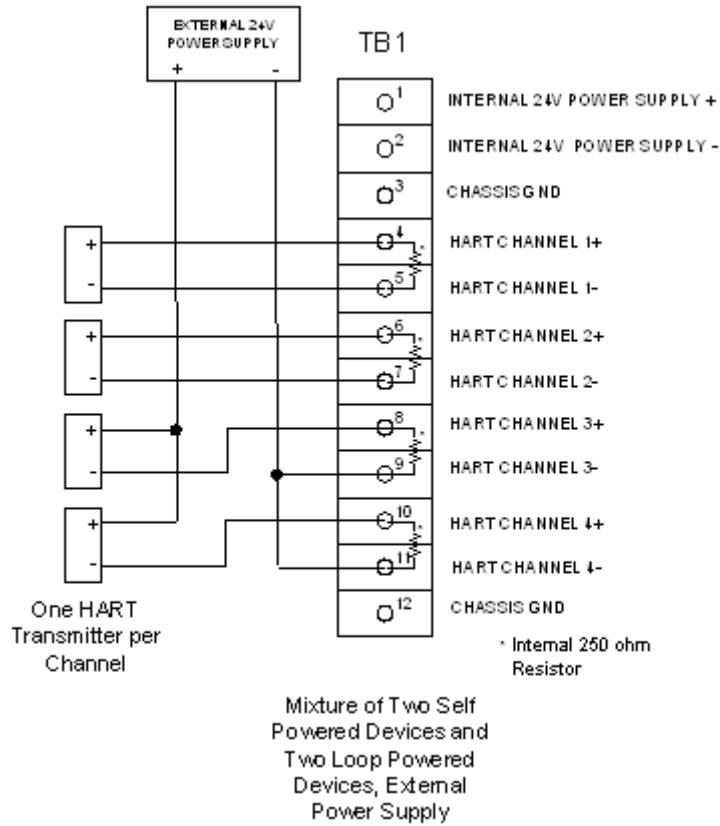 EXTERNAL 24V
POWER SUPPLY
+ -
TB1
1 INTERNAL 24V POWER SUPPLY +
2 INTERNAL 24V POWER SUPPLY -
3 CHASSIS GND
+ 4 * HART CHANNEL 1+
- 5 HART CHANNEL 1-
+ 6 * HART CHANNEL 2+
- 7 HART CHANNEL 2-
+ 8 * HART CHANNEL 3+
- 9 HART CHANNEL 3-
+ 10 * HART CHANNEL 4+
- 11 HART CHANNEL 4-
12 CHASSIS GND
One HART
Transmitter per
Channel
* Internal 250 ohm
Resistor
Mixture of Two Self
Powered Devices and
Two Loop Powered
Devices, External
Power Supply